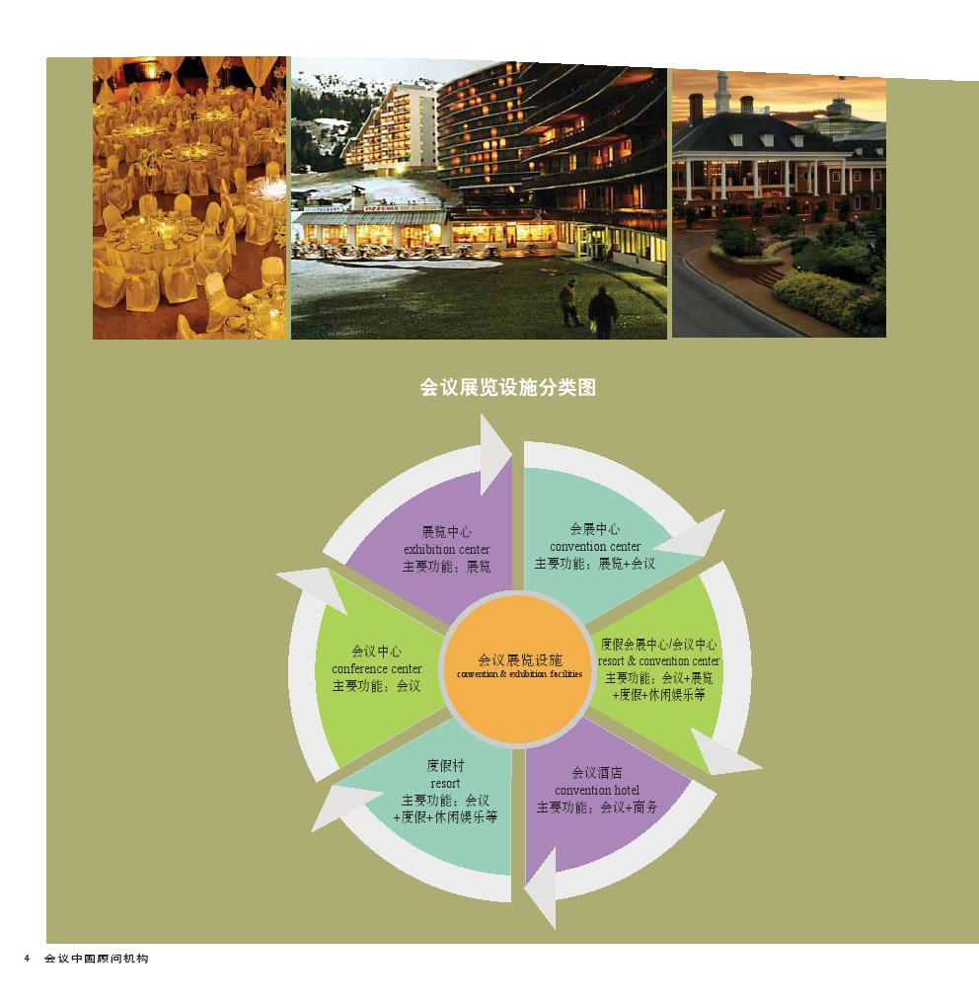 PIZZERIA GLACIER
会议展览设施分类图
展览中心
exhibition center
主要功能：展览
会展中心
convention center
主要功能：展览+会议
会议中心
conference center
主要功能：会议
会议展览设施
convention & exhibition facilities
度假会展中心/会议中心
resort & convention center
主要功能：会议+展览
+度假+休闲娱乐等
度假村
resort
主要功能：会议
+度假+休闲娱乐等
会议酒店
convention hotel
主要功能：会议+商务
4 会议中国顾问机构